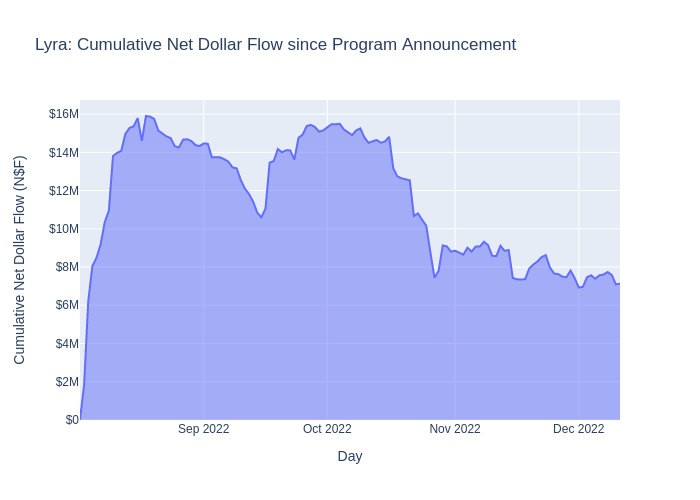 Lyra: Cumulative Net Dollar Flow since Program Announcement
$16M
$14M
$12M
$10M
$8M
$6M
$4M
$2M
$0
Cumulative Net Dollar Flow (N$F)
Sep 2022
Oct 2022
Nov 2022
Dec 2022
Day